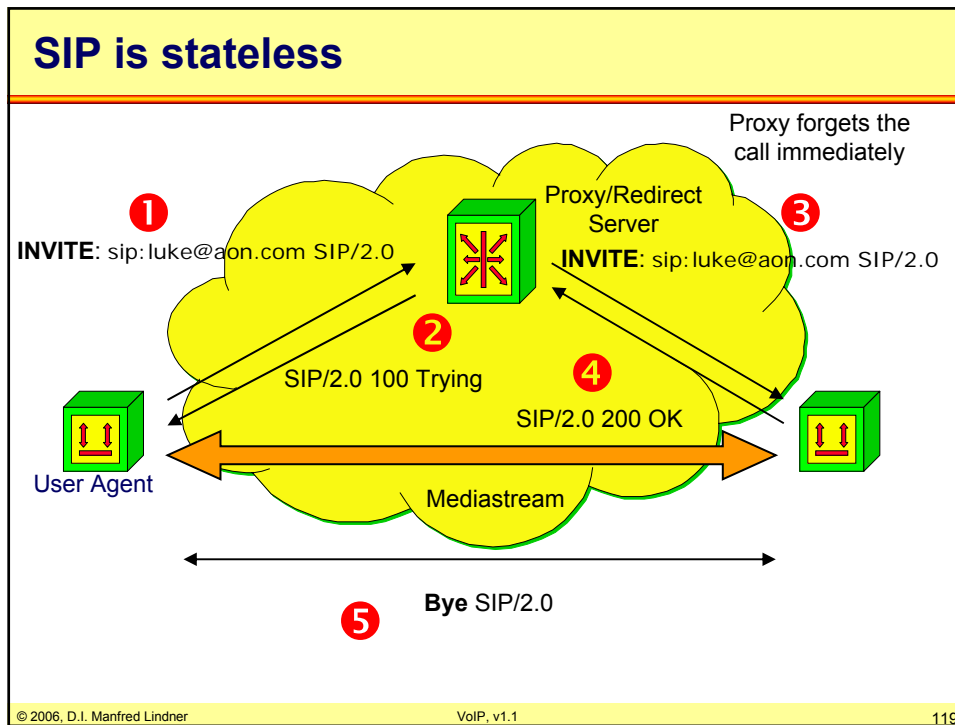 SIP is stateless
Proxy forgets the
call immediately
1
Proxy/Redirect
Server
3
INVITE: sip:luke@aon.com SIP/2.0
INVITE: sip:luke@aon.com SIP/2.0
2
SIP/2.0 100 Trying
4
SIP/2.0 200 OK
User Agent
Mediastream
Bye SIP/2.0
5
© 2006, D.I. Manfred Lindner
VoIP, v1.1
119